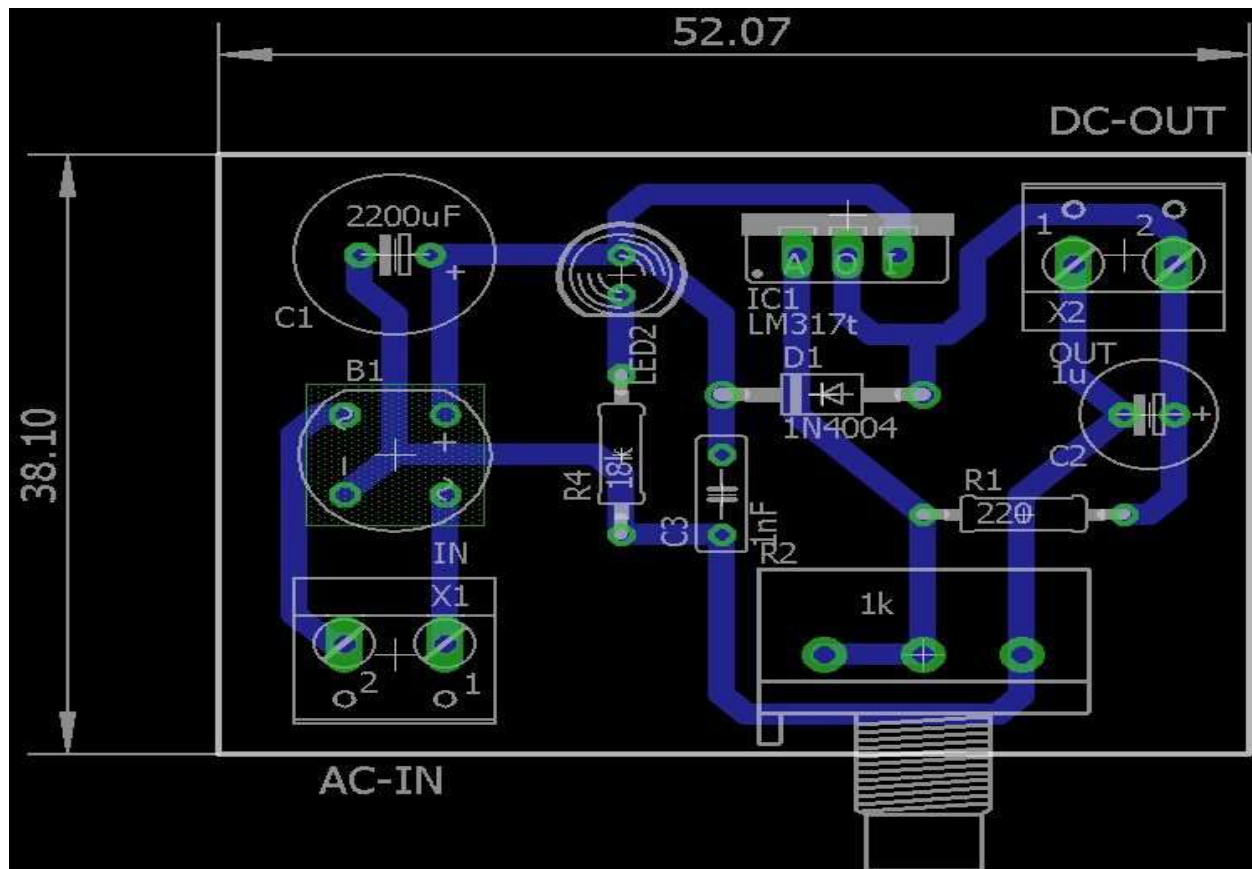 52.07
DC-OUT
38.10
2200uF
+
C1
A O I
IC1
LM317t
1 2
X2
B1
LED2
D1
1N4004
OUT
1u
+
C2
+
-
R4
18k
C3
1nF
R1
220
IN
X1
2 1
R2
1k
AC-IN